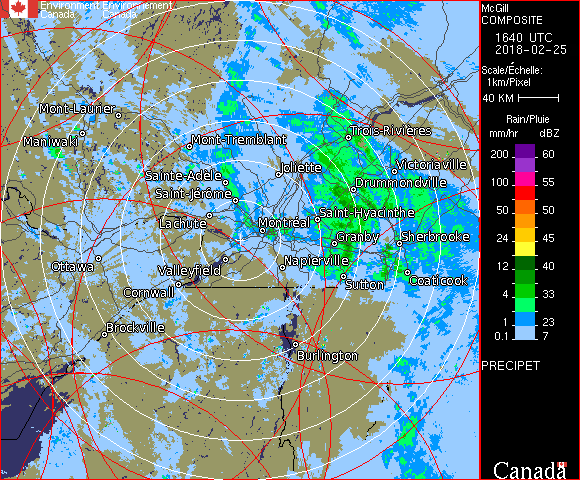 Environment Environnement
Canada Canada
Mont-Laurier
Maniwaki
Mont-Tremblant
Trois-Rivières
Joliette
Victoriaville
Sainte-Adèle
Drummondville
Saint-Jérôme
Saint-Hyacinthe
Lachute
Montréal
Granby
Sherbrooke
Ottawa
Valleyfield
Napierville
Cornwall
Sutton
Coaticook
Brockville
Burlington
McGill
COMPOSITE
1640 UTC
2018-02-25
Scale/Échelle:
1km/Pixel
40 KM
Rain/Pluie
mm/hr dBZ
200 60
100 55
50 50
24 45
12 40
4 33
1 23
0.1 7
PRECIPET
Canada